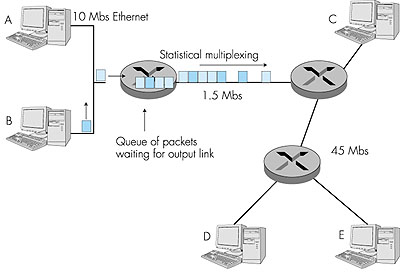 A
10 Mbs Ethernet
C
Statistical multiplexing
1.5 Mbs
B
Queue of packets
waiting for output link
45 Mbs
D
E